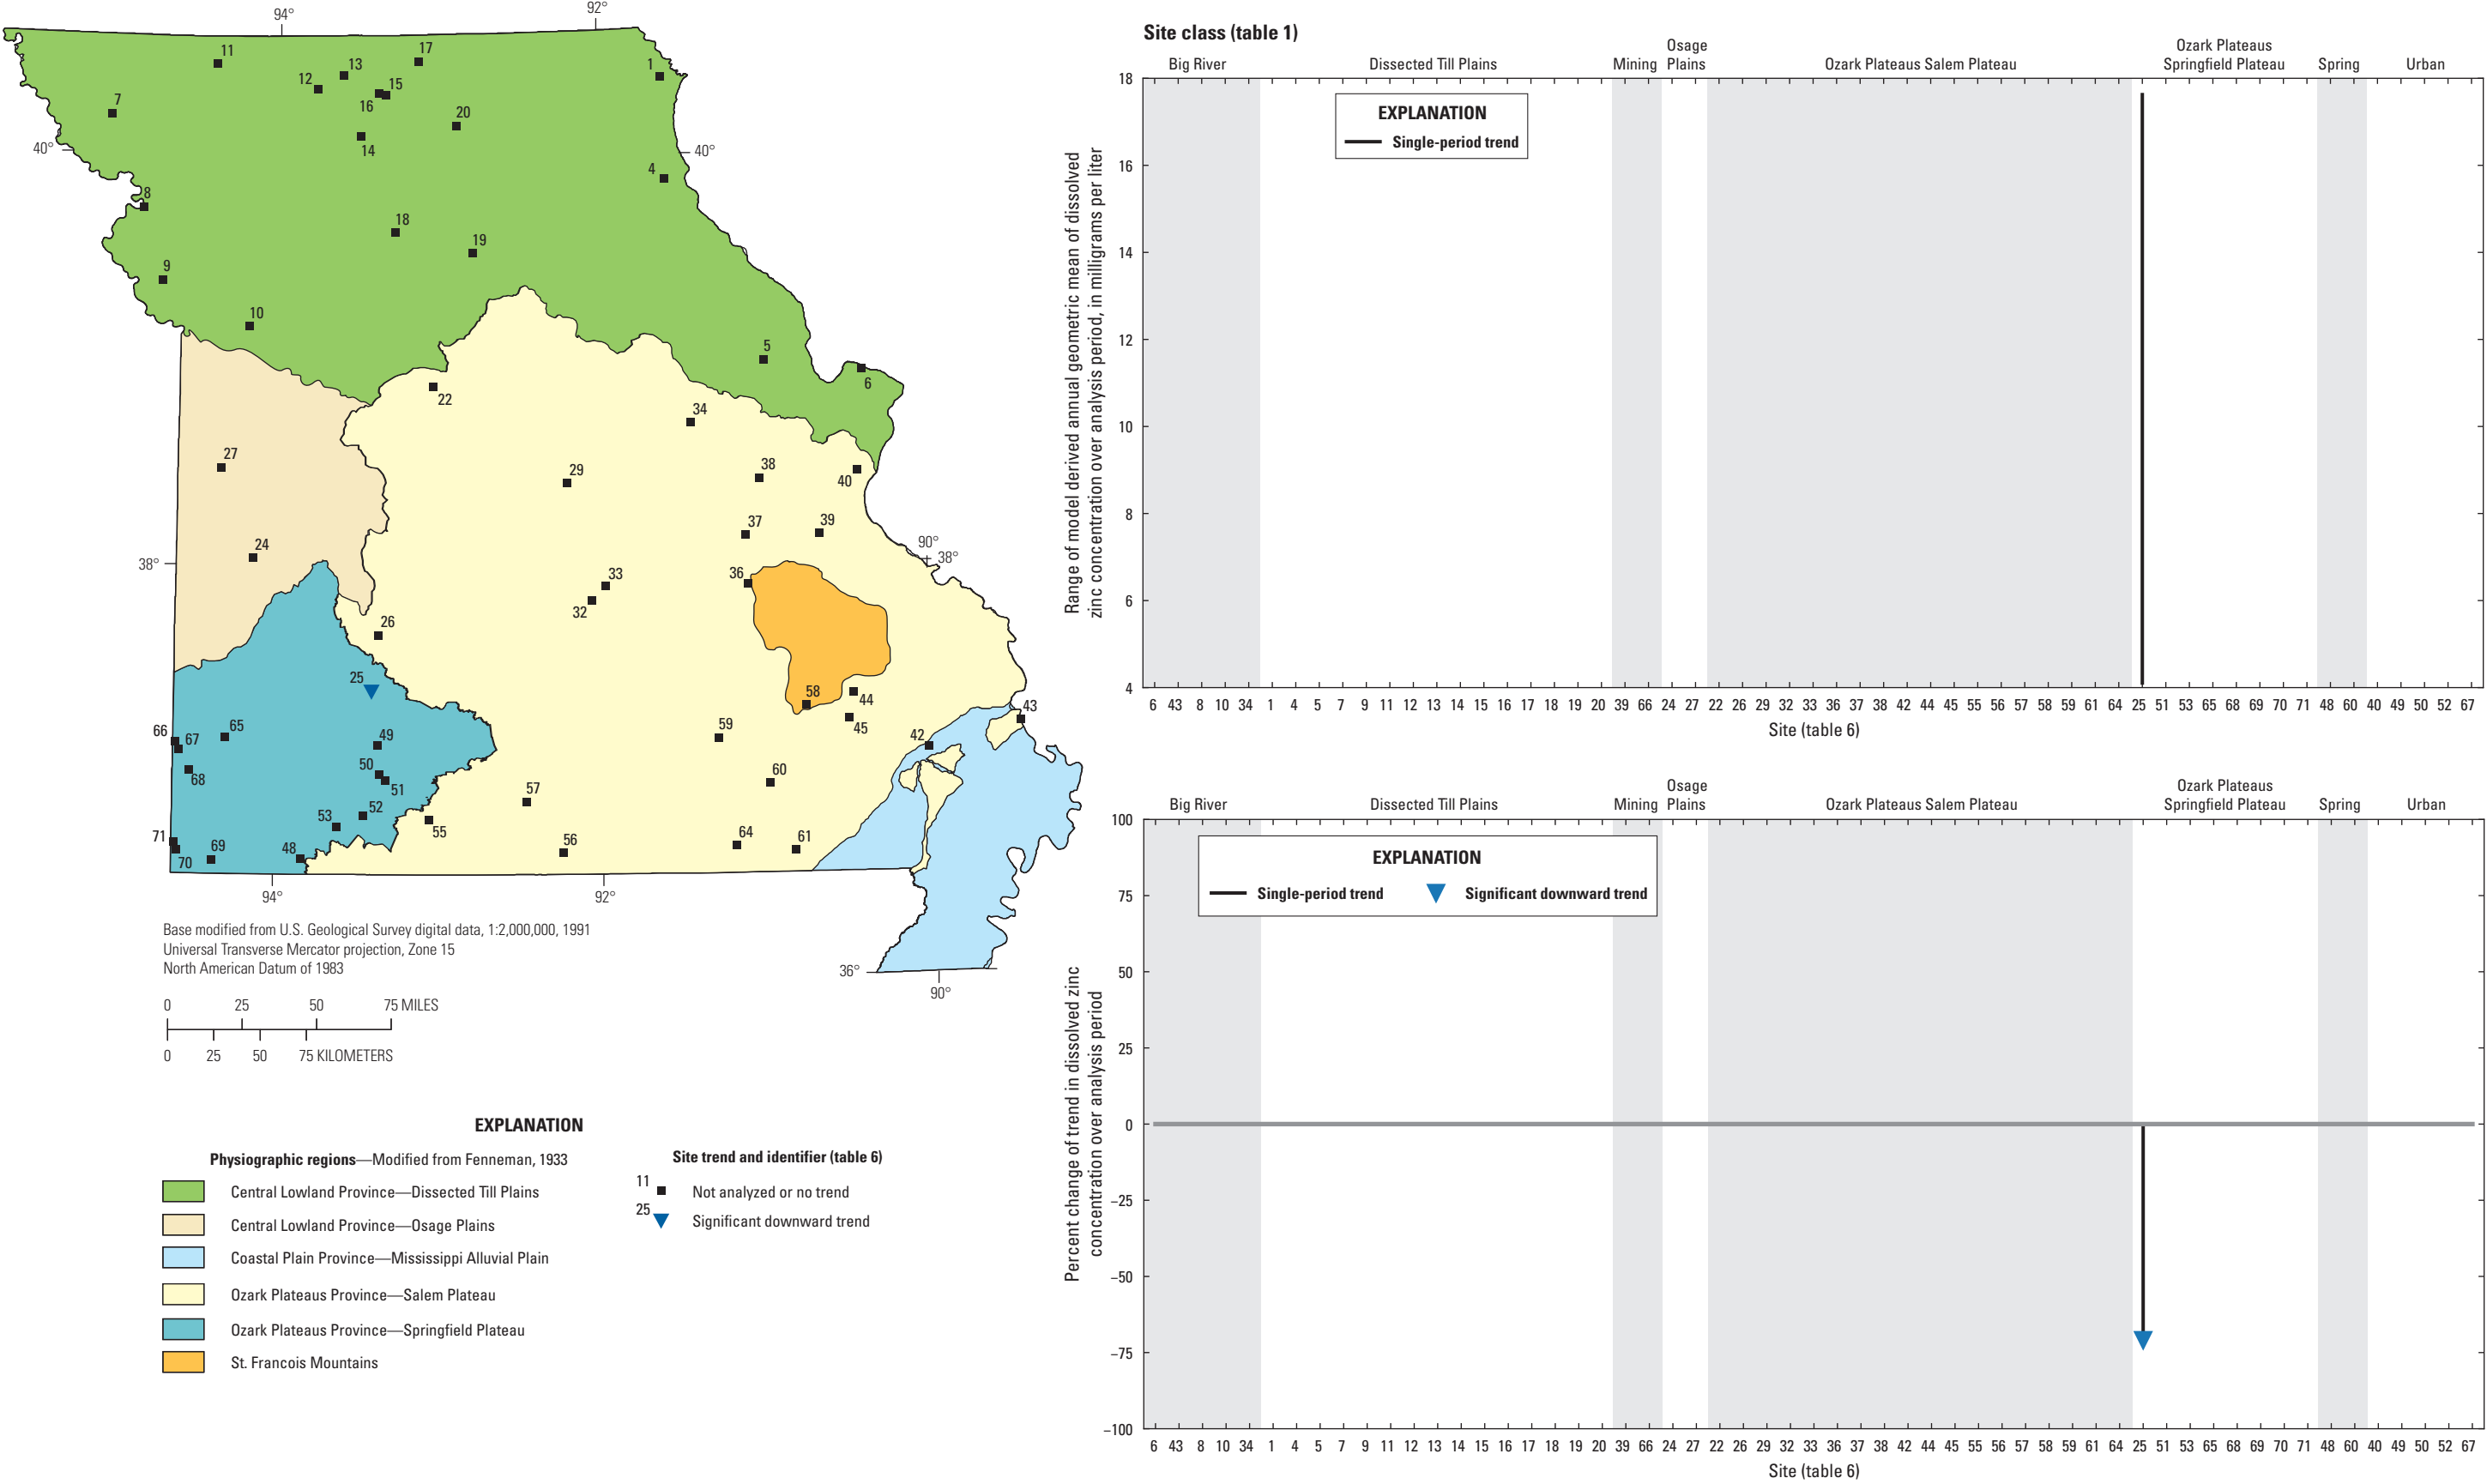 94°
92°
11
13
17
1
12
15
16
7
20
14
40°
40°
4
8
18
19
9
10
5
6
22
34
27
29
38
40
37
39
24
90°
38°
38°
33
36
32
26
25
58
44
43
45
59
42
65
66
67
49
68
50
51
60
57
52
53
55
71
70
69
48
56
64
61
94°
92°
36°
90°
Base modified from U.S. Geological Survey digital data, 1:2,000,000, 1991
Universal Transverse Mercator projection, Zone 15
North American Datum of 1983
0 25 50 75 MILES
0 25 50 75 KILOMETERS
EXPLANATION
Physiographic regions—Modified from Fenneman, 1933
Central Lowland Province—Dissected Till Plains
Central Lowland Province—Osage Plains
Coastal Plain Province—Mississippi Alluvial Plain
Ozark Plateaus Province—Salem Plateau
Ozark Plateaus Province—Springfield Plateau
St. Francois Mountains
Site trend and identifier (table 6)
11
Not analyzed or no trend
25
Significant downward trend
Site class (table 1)
Big River
Dissected Till Plains
Mining
Osage
Plains
Ozark Plateaus Salem Plateau
Ozark Plateaus
Springfield Plateau
Spring
Urban
EXPLANATION
Single-period trend
Range of model derived annual geometric mean of dissolved
zinc concentration over analysis period, in milligrams per liter
18
16
14
12
10
8
6
4
6 43 8 10 34 1 4 5 7 9 11 12 13 14 15 16 17 18 19 20 39 66 24 27 22 26 29 32 33 36 37 38 42 44 45 55 56 57 58 59 61 64 25 51 53 65 68 69 70 71 48 60 40 49 50 52 67
Site (table 6)
Big River
Dissected Till Plains
Mining
Osage
Plains
Ozark Plateaus Salem Plateau
Ozark Plateaus
Springfield Plateau
Spring
Urban
EXPLANATION
Single-period trend
Significant downward trend
Percent change of trend in dissolved zinc
concentration over analysis period
100
75
50
25
0
−25
−50
−75
−100
6 43 8 10 34 1 4 5 7 9 11 12 13 14 15 16 17 18 19 20 39 66 24 27 22 26 29 32 33 36 37 38 42 44 45 55 56 57 58 59 61 64 25 51 53 65 68 69 70 71 48 60 40 49 50 52 67
Site (table 6)